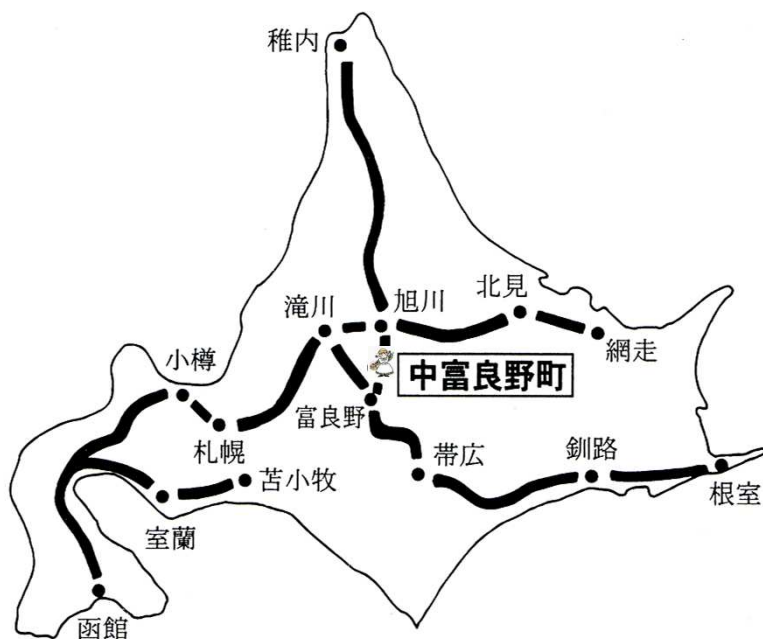 稚内
旭川
北見
滝川
網走
小樽
中富良野町
富良野
札幌
帯広
釧路
苫小牧
根室
室蘭
函館